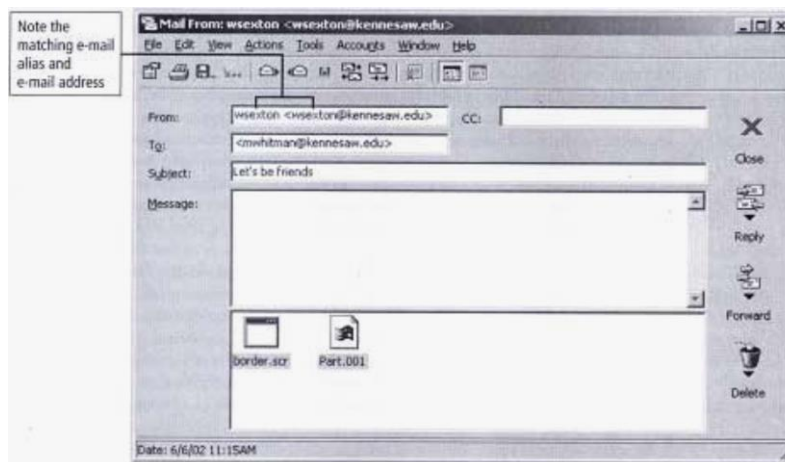 Note the
matching e-mail
alias and
e-mail address
Mail From: wsexton <wsexton@kennesaw.edu>
File Edit View Actions Tools Accounts Window Help
From: wsexton <wsexton@kennesaw.edu> CC:
To: <mwhitman@kennesaw.edu>
Subject: Let's be friends
Message:
Close
Reply
Forward
Delete
border.scr Part.001
Date: 6/6/02 11:15AM